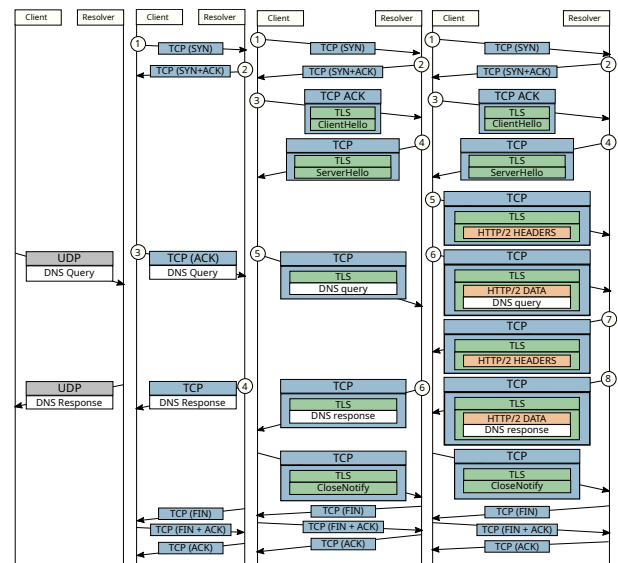 Client Resolver Client Resolver Client Resolver Client Resolver
1 TCP (SYN) 1 TCP (SYN) 1 TCP (SYN)
TCP (SYN+ACK) 2 TCP (SYN+ACK) 2 TCP (SYN+ACK) 2
3 TCP ACK 3 TCP ACK
TLS TLS
ClientHello ClientHello
TCP 4 TCP 4
TLS TLS
ServerHello ServerHello
5 TCP
TLS
HTTP/2 HEADERS
UDP 3 TCP (ACK) 5 TCP 6 TCP
DNS Query DNS Query TLS TLS
DNS query HTTP/2 DATA
DNS query
TCP 7
TLS
HTTP/2 HEADERS
UDP TCP 4 TCP 6 TCP 8
DNS Response DNS Response TLS TLS
DNS response HTTP/2 DATA
DNS response
TCP TCP
TLS TLS
CloseNotify CloseNotify
TCP (FIN) TCP (FIN) TCP (FIN)
TCP (FIN + ACK) TCP (FIN + ACK) TCP (FIN + ACK)
TCP (ACK) TCP (ACK) TCP (ACK)